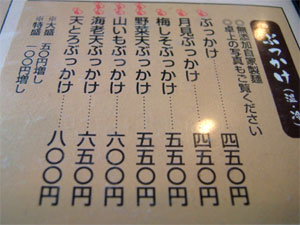 ぶっかけ(温・冷)
◎無添加自家製麺
◎卓上の写真もご覧ください
ぶっかけ………四五〇円
月見ぶっかけ………四五〇円
梅しそぶっかけ………五五〇円
野菜天ぶっかけ………五五〇円
山いもぶっかけ………六〇〇円
海老天ぶっかけ………六五〇円
天とろぶっかけ………八〇〇円
※大盛 五〇円増し
※特盛 一〇〇円増し